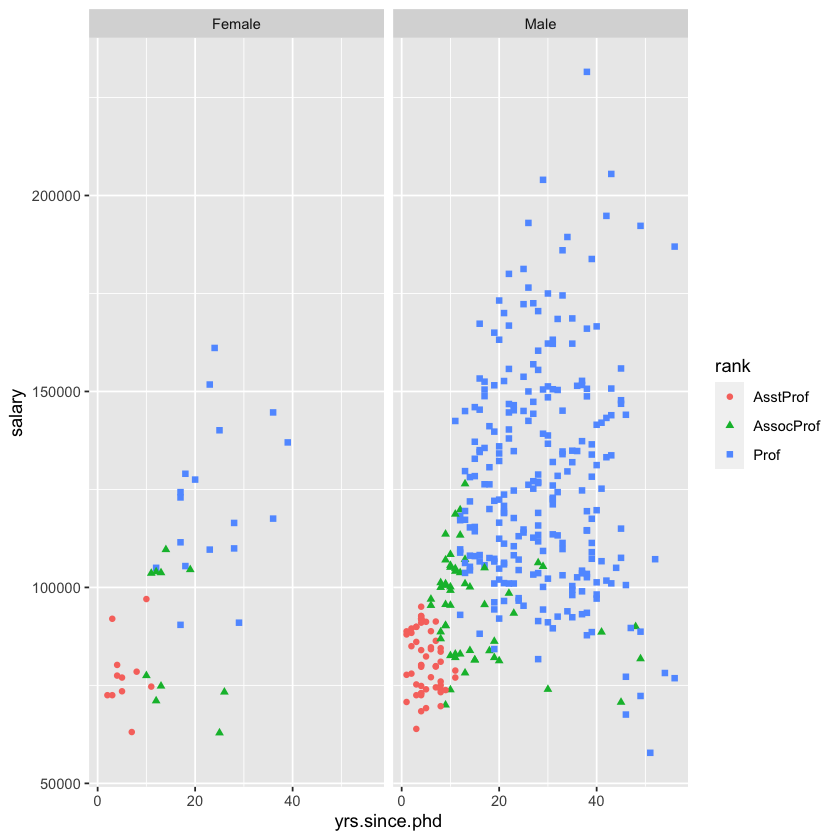 Female Male
200000
150000
100000
50000
salary
0 20 40 0 20 40
yrs.since.phd
rank
AsstProf
AssocProf
Prof